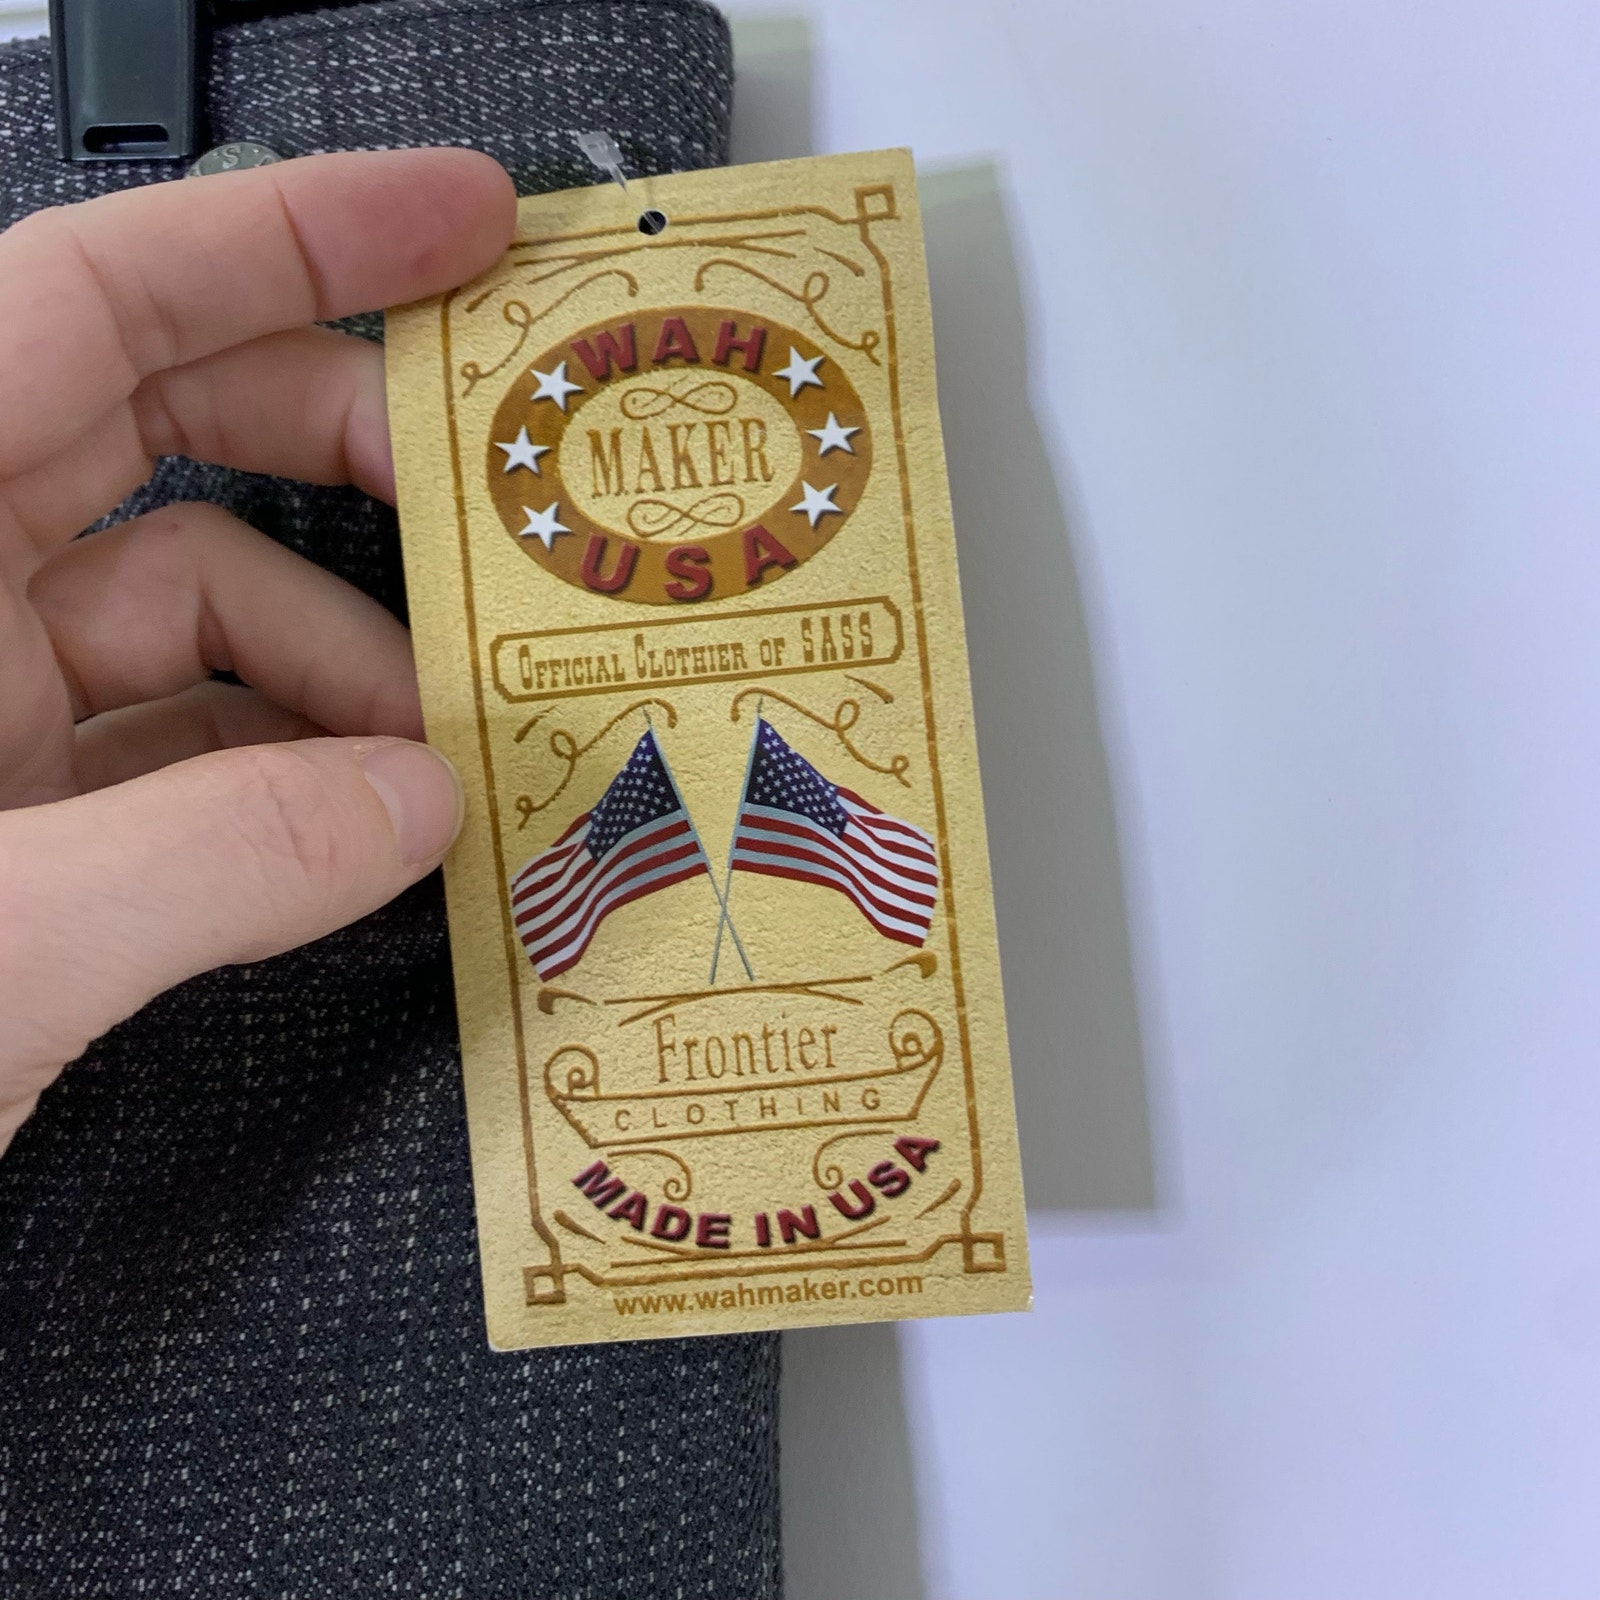 WAH
MAKER
USA
OFFICIAL CLOTHIER OF SASS
Frontier
CLOTHING
MADE IN USA
www.wahmaker.com